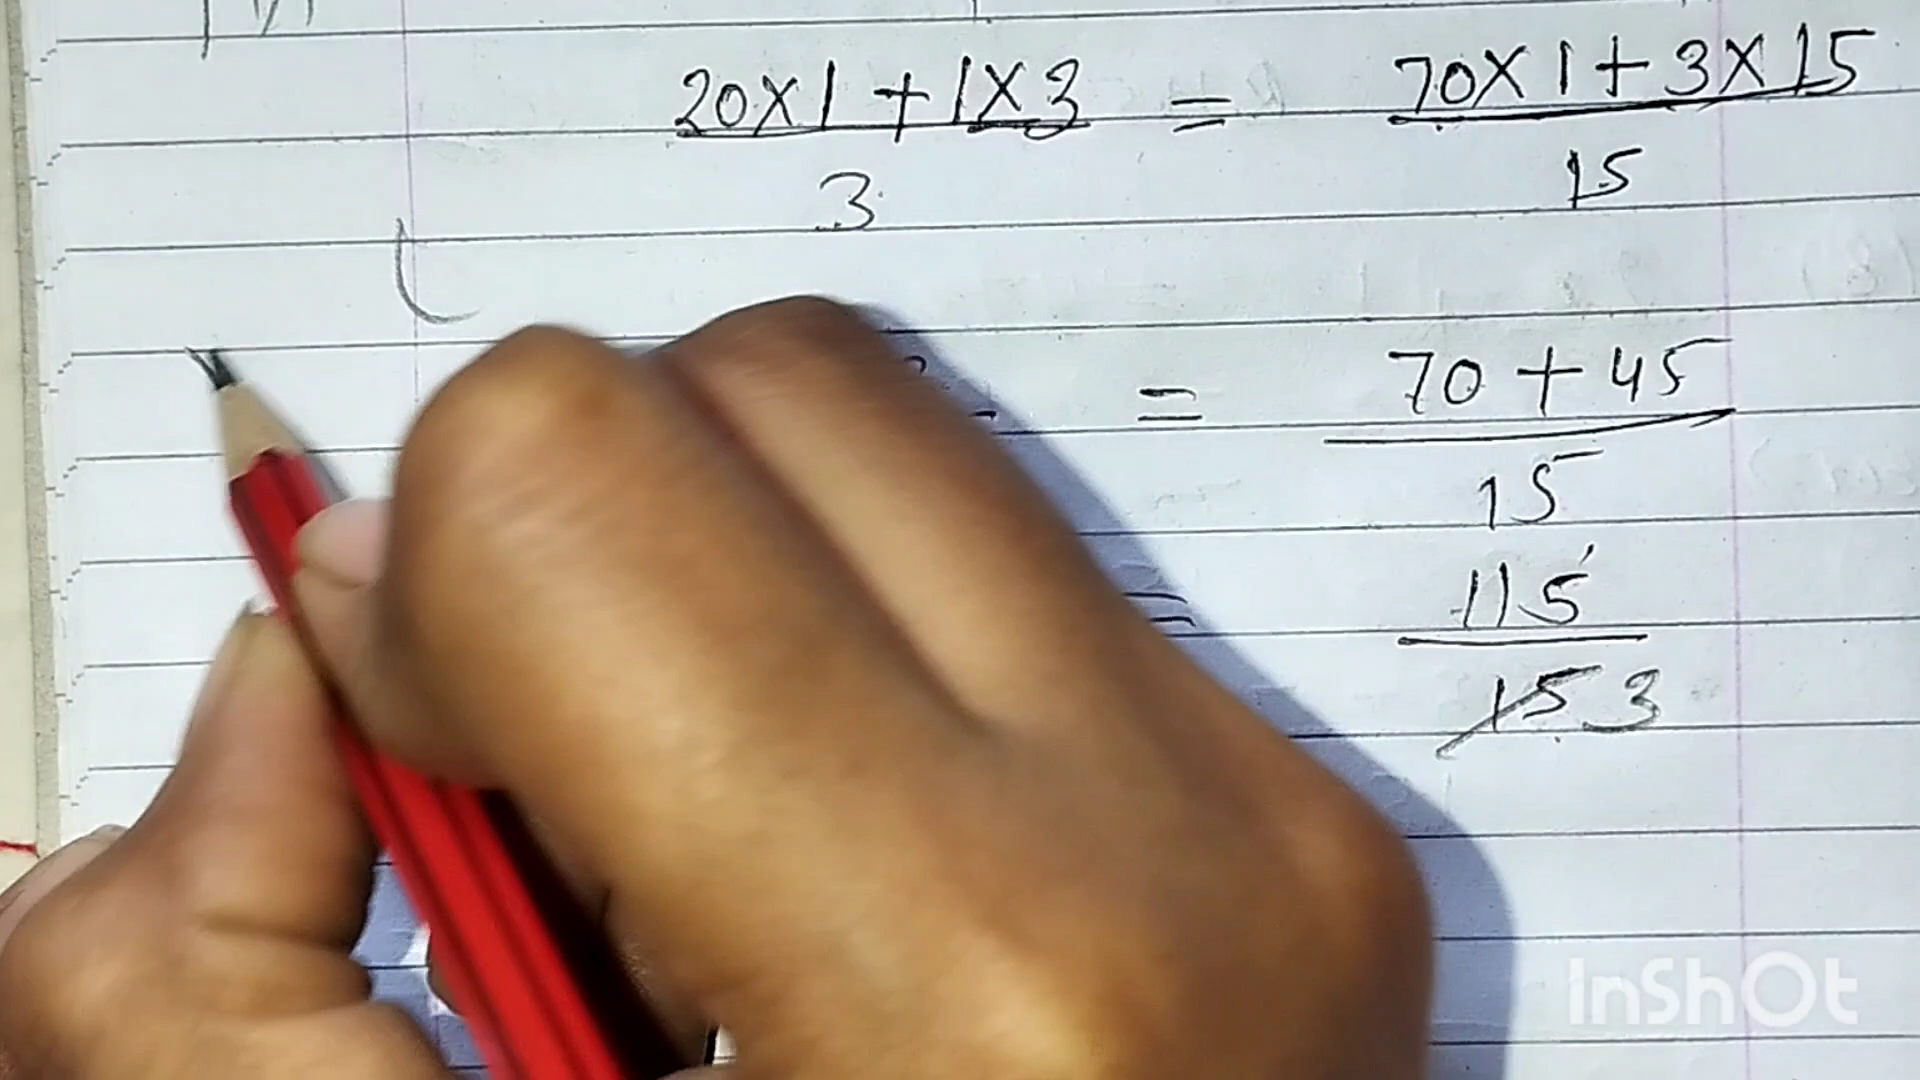 20×1 + 1×3 = 70×1+3×15
3 15
= 70 + 45
15
= 115
15 3
InShOt